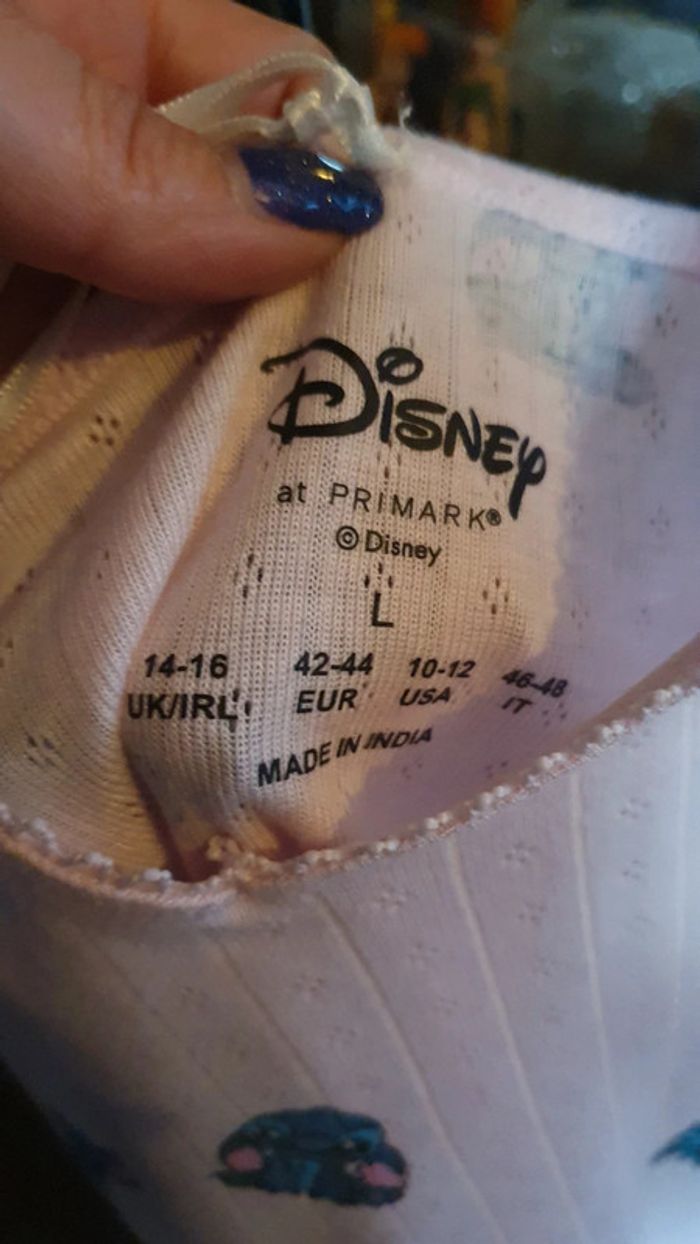 Disney
at PRIMARK®
© Disney
L
14-16 42-44 10-12 46-48
UK/IRL EUR USA IT
MADE IN INDIA